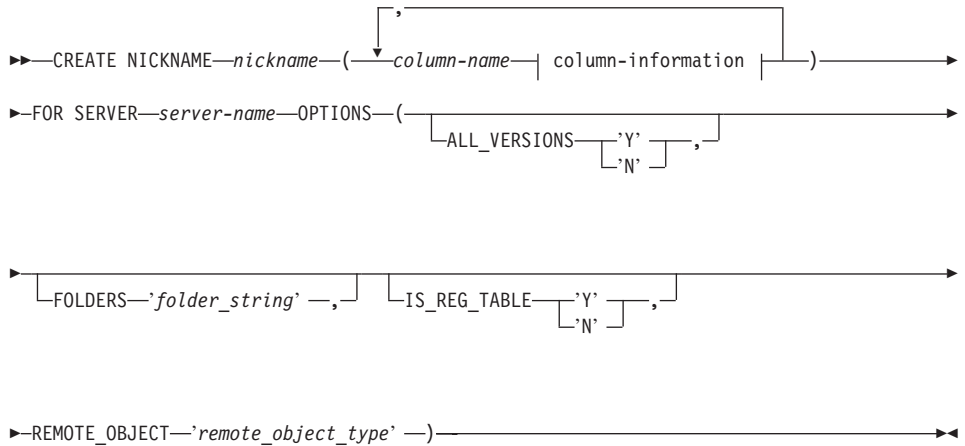 ,
CREATE NICKNAME nickname ( column-name column-information )
FOR SERVER server-name OPTIONS (
ALL_VERSIONS ’Y’ ,
’N’
FOLDERS ’folder_string’ , IS_REG_TABLE ’Y’ ,
’N’
REMOTE_OBJECT ’remote_object_type’ )